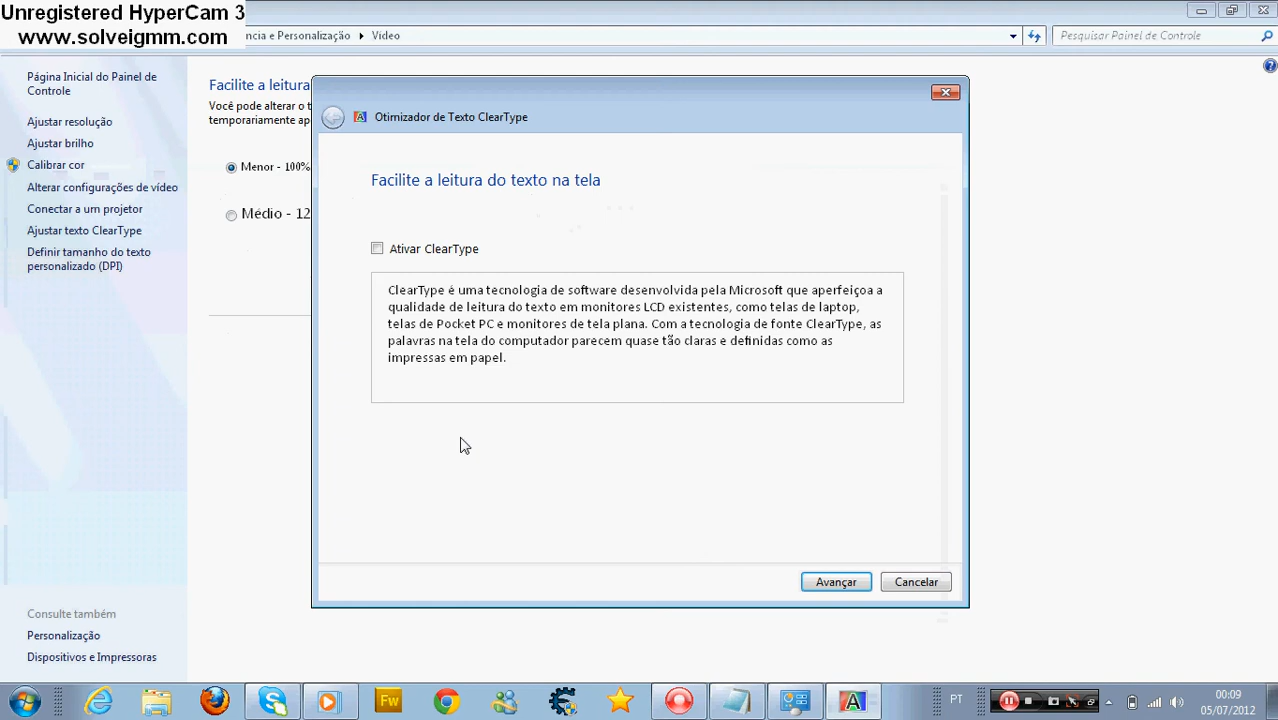 Unregistered HyperCam 3
www.solveigmm.com
ncia e Personalização
Vídeo
Pesquisar Painel de Controle
Página Inicial do Painel de
Controle
Ajustar resolução
Ajustar brilho
Calibrar cor
Alterar configurações de vídeo
Conectar a um projetor
Ajustar texto ClearType
Definir tamanho do texto
personalizado (DPI)
Facilite a leitura
Você pode alterar o t
temporariamente ap
Menor - 100%
Médio - 12
Otimizador de Texto ClearType
Facilite a leitura do texto na tela
Ativar ClearType
ClearType é uma tecnologia de software desenvolvida pela Microsoft que aperfeiçoa a
qualidade de leitura do texto em monitores LCD existentes, como telas de laptop,
telas de Pocket PC e monitores de tela plana. Com a tecnologia de fonte ClearType, as
palavras na tela do computador parecem quase tão claras e definidas como as
impressas em papel.
Avançar
Cancelar
Consulte também
Personalização
Dispositivos e Impressoras
Fw
A
PT
00:09
05/07/2012